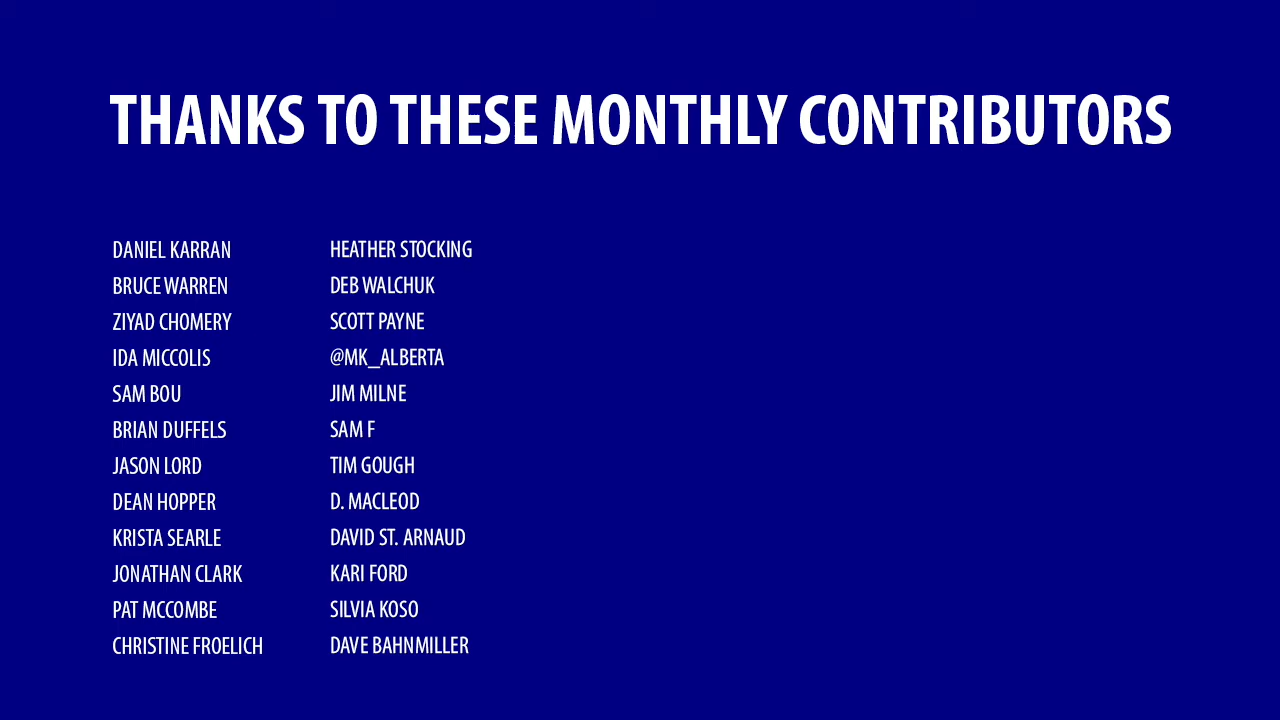 THANKS TO THESE MONTHLY CONTRIBUTORS
DANIEL KARRAN
BRUCE WARREN
ZIYAD CHOMERY
IDA MICCOLIS
SAM BOU
BRIAN DUFFELS
JASON LORD
DEAN HOPPER
KRISTA SEARLE
JONATHAN CLARK
PAT MCCOMBE
CHRISTINE FROELICH
HEATHER STOCKING
DEB WALCHUK
SCOTT PAYNE
@MK_ALBERTA
JIM MILNE
SAM F
TIM GOUGH
D. MACLEOD
DAVID ST. ARNAUD
KARI FORD
SILVIA KOSO
DAVE BAHNMILLER